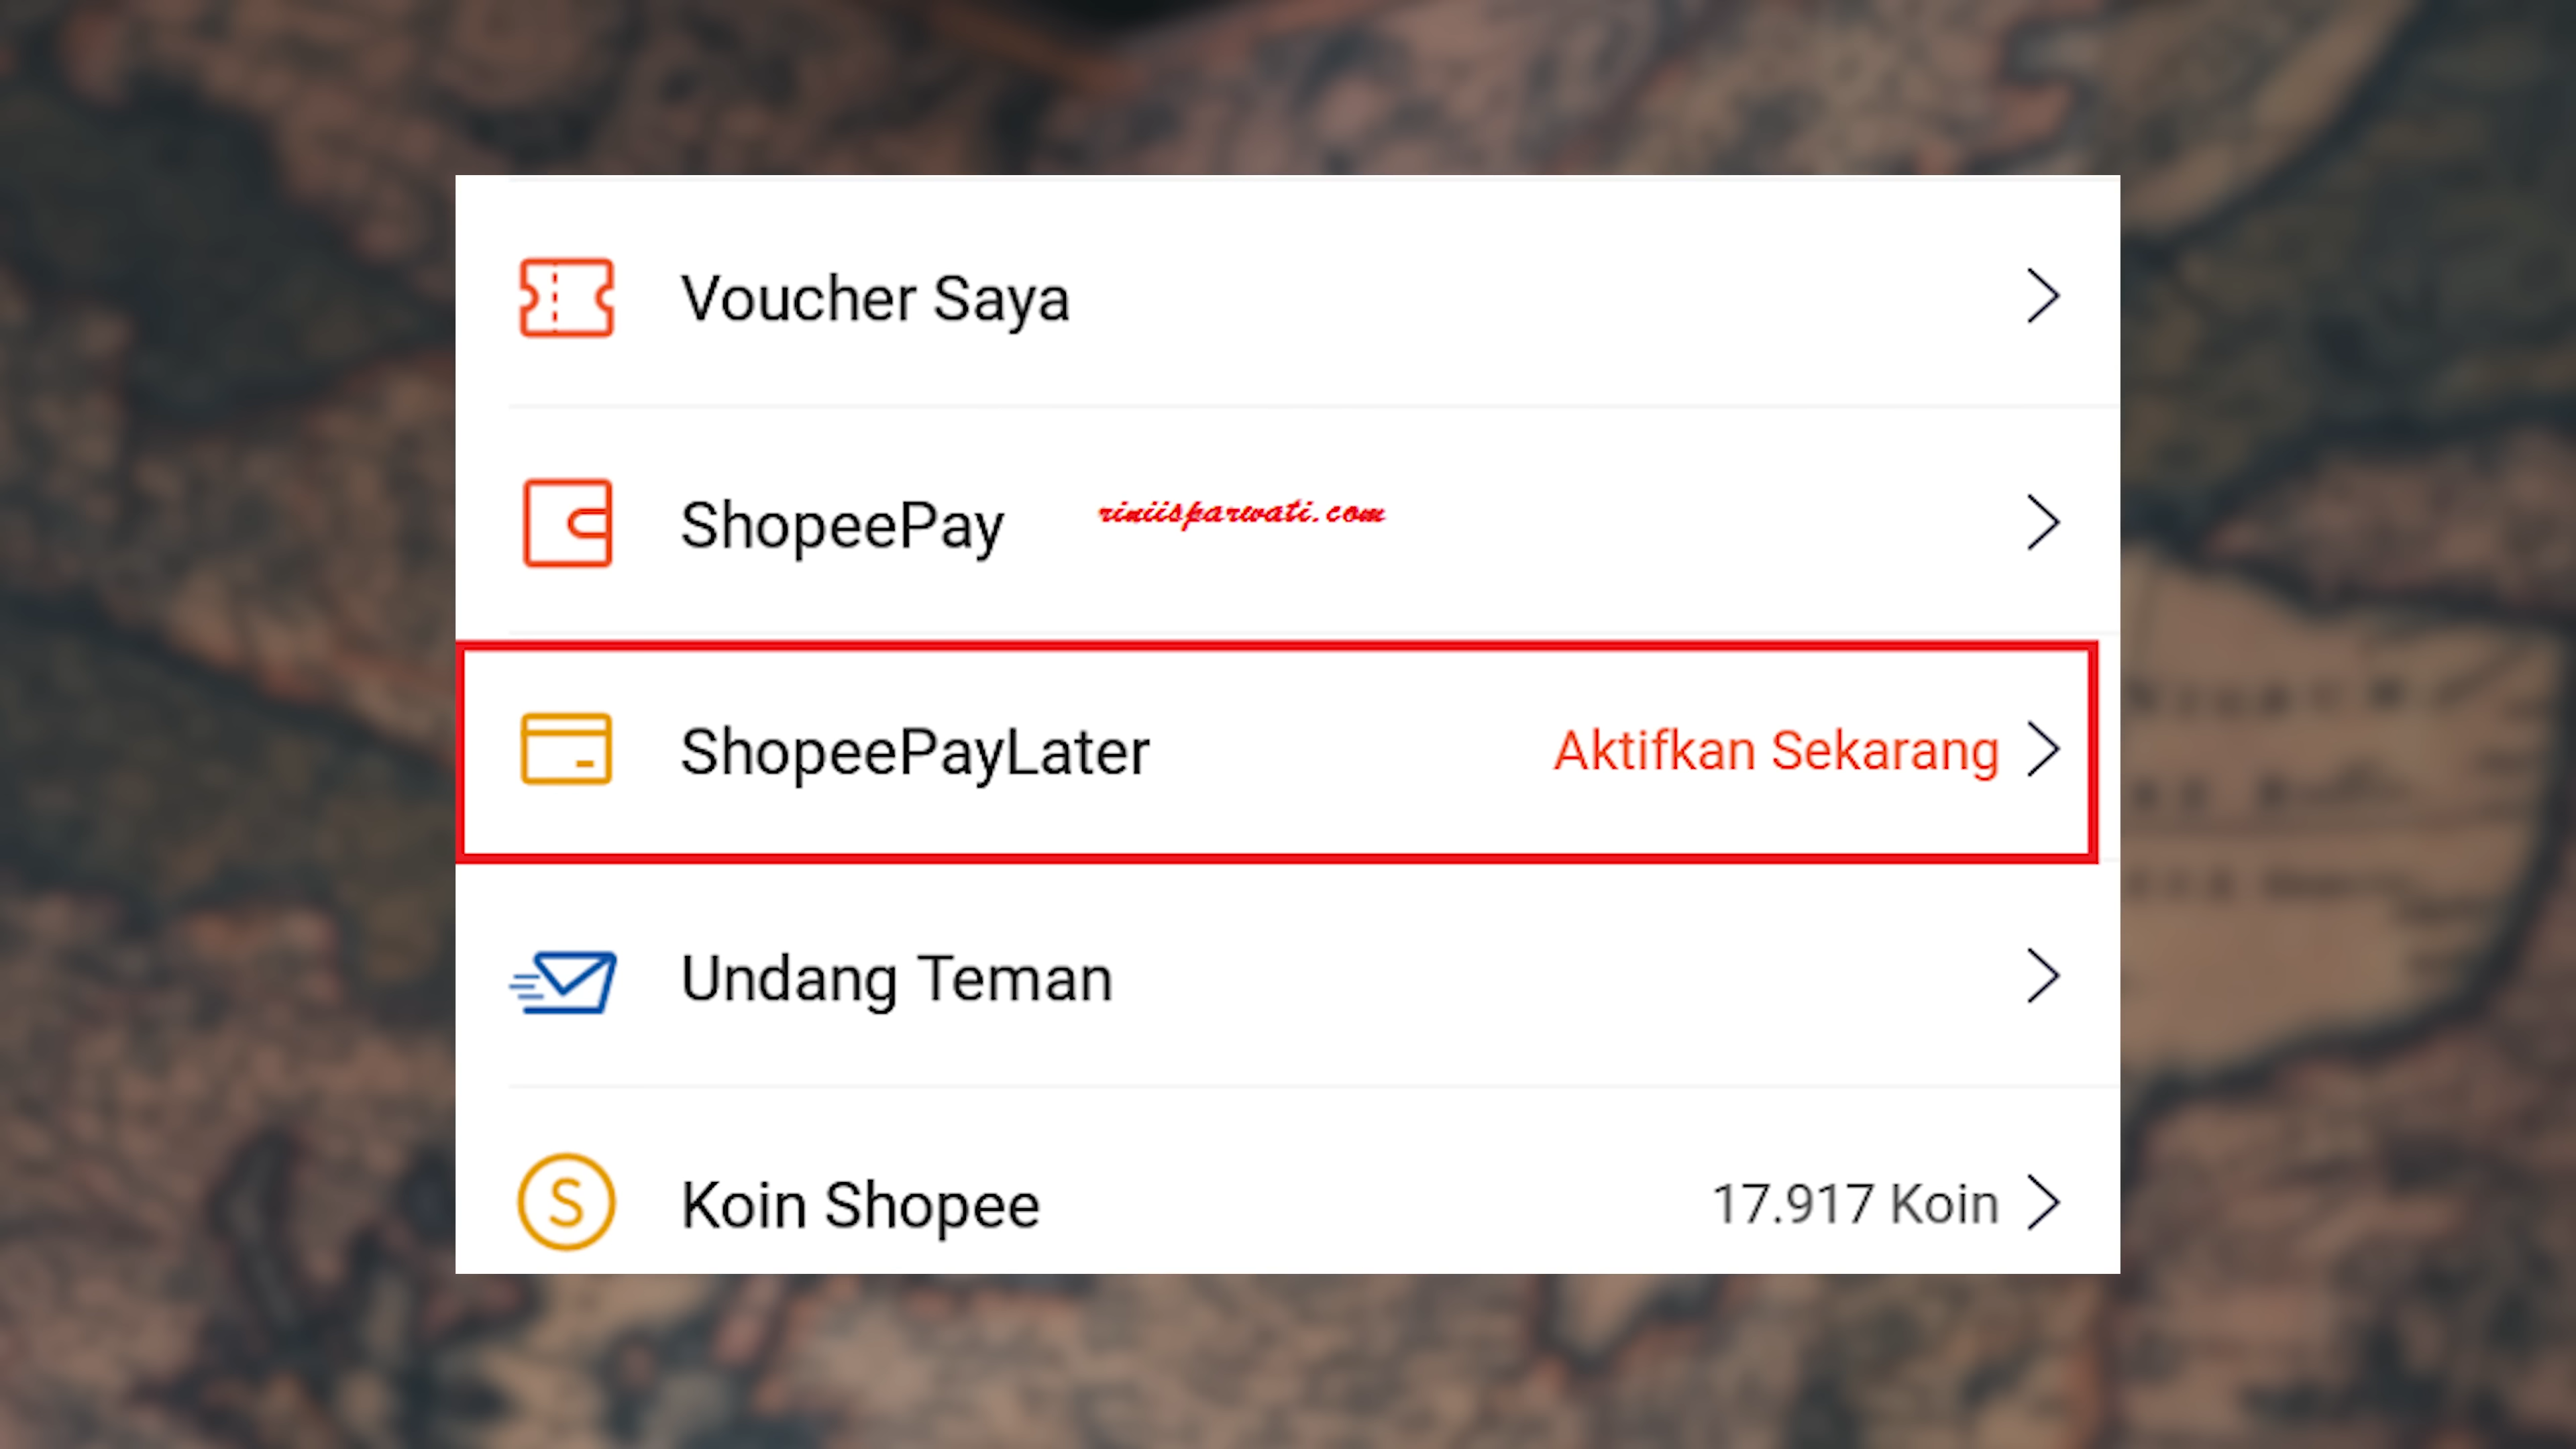 Voucher Saya
ShopeePay
riniisparwati.com
ShopeePayLater
Aktifkan Sekarang
Undang Teman
Koin Shopee
17.917 Koin